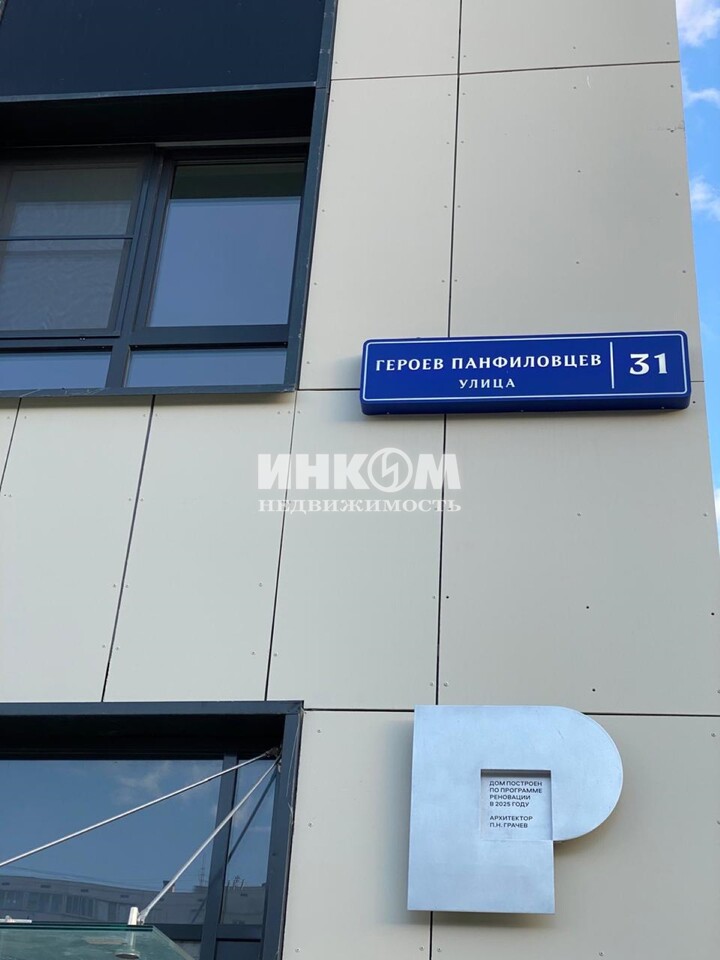 ГЕРОЕВ ПАНФИЛОВЦЕВ 31
УЛИЦА
ИНКОМ
НЕДВИЖИМОСТЬ
Р
ДОМ ПОСТРОЕН
ПО ПРОГРАММЕ
РЕНОВАЦИИ
В 2025 ГОДУ
АРХИТЕКТОР
П.Н. ГРАЧЕВ